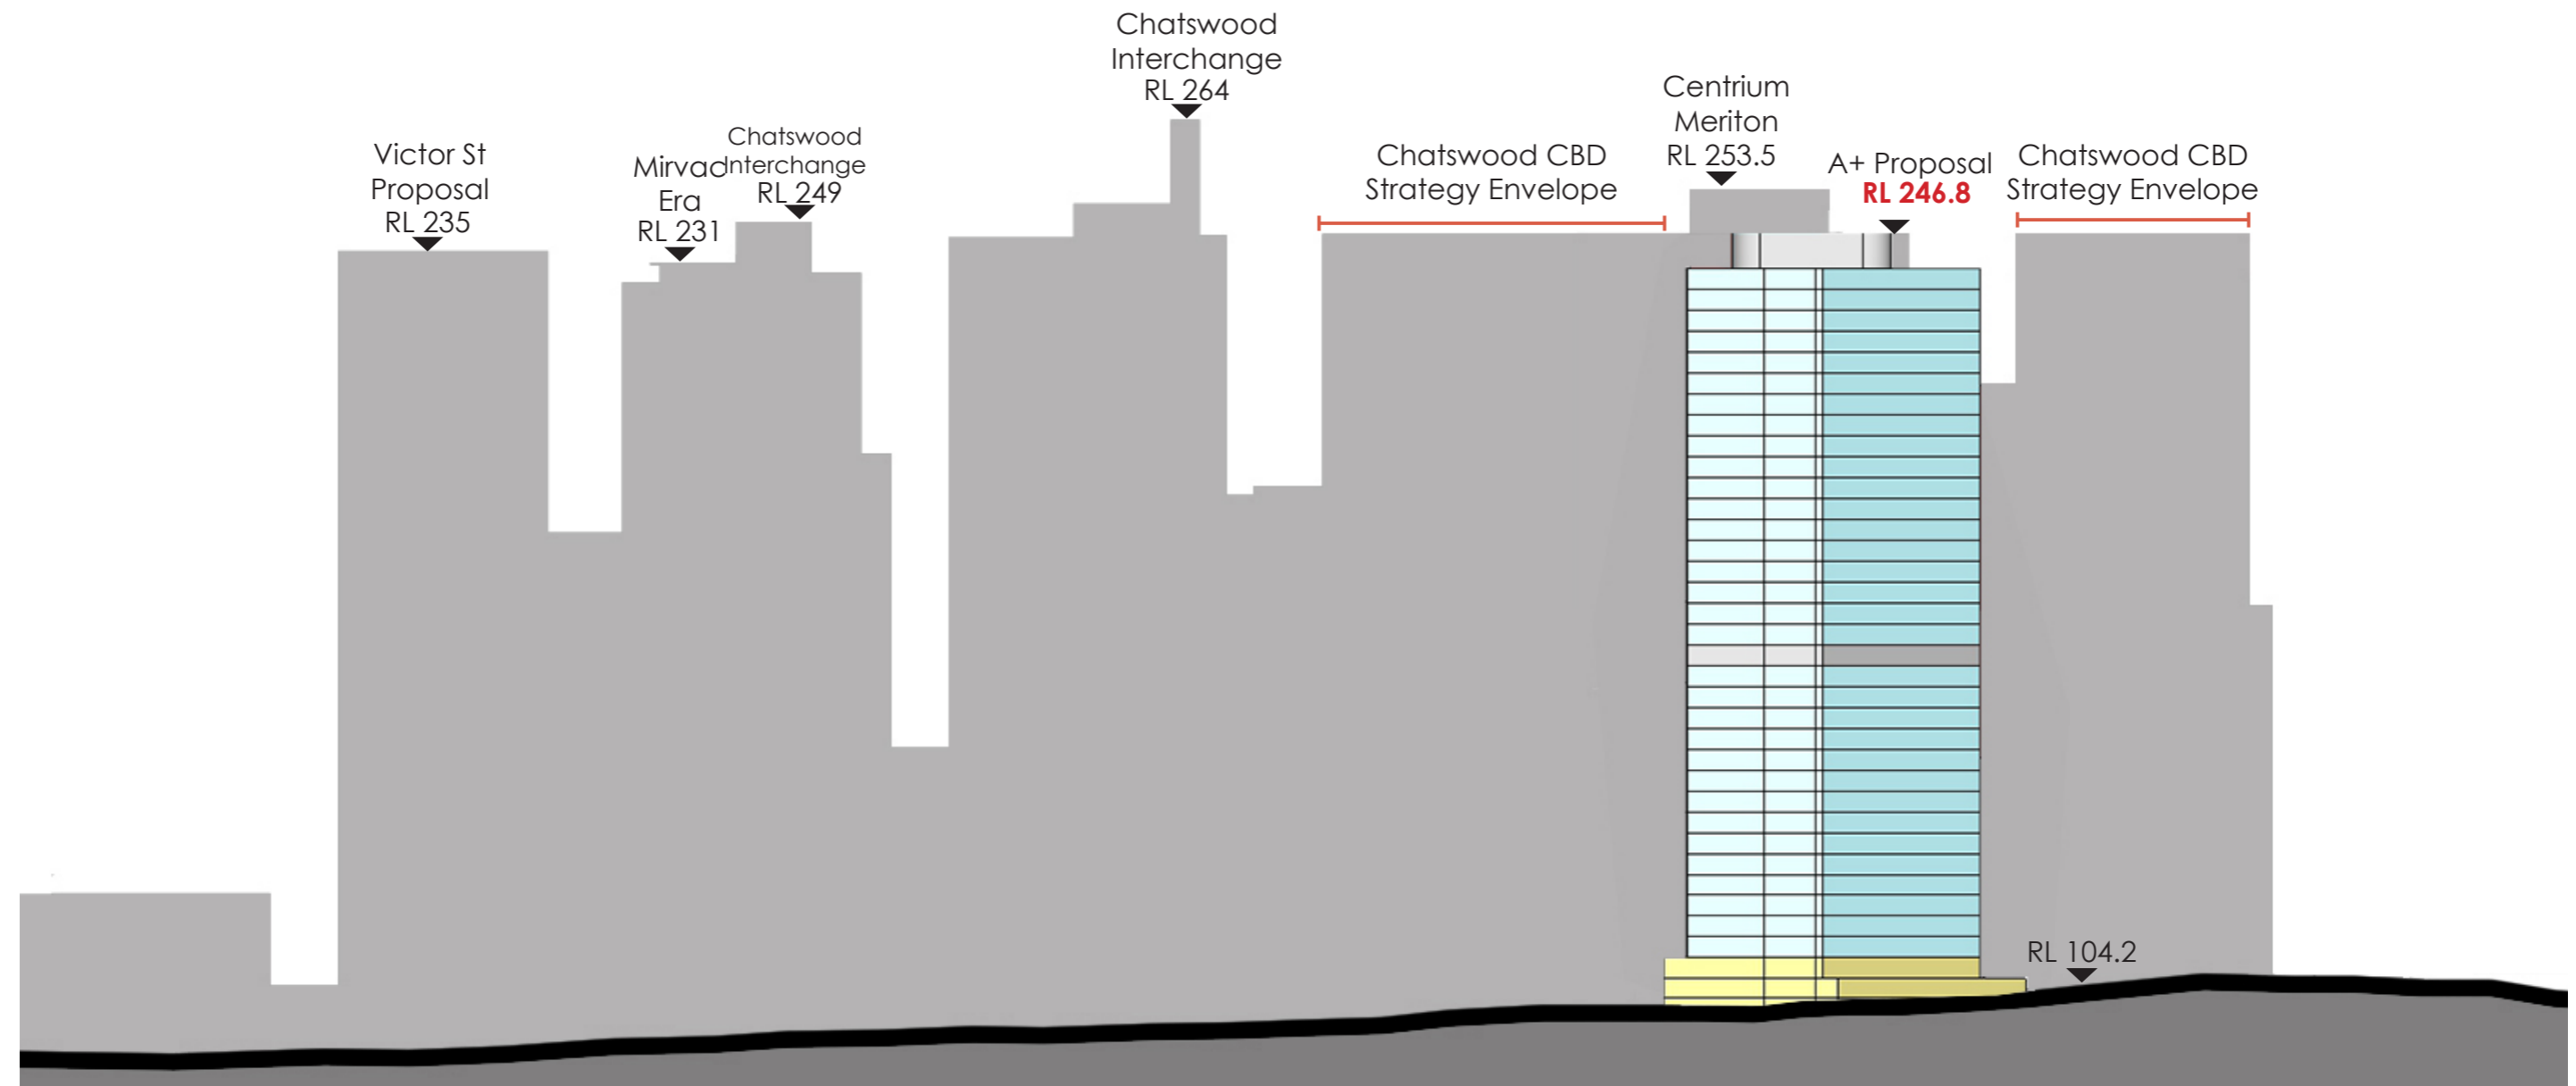 Victor St
Proposal
RL 235
Mirvac
Era
RL 231
Chatswood
Interchange
RL 249
Chatswood
Interchange
RL 264
Chatswood CBD
Strategy Envelope
Centrium
Meriton
RL 253.5
A+ Proposal
RL 246.8
Chatswood CBD
Strategy Envelope
RL 104.2